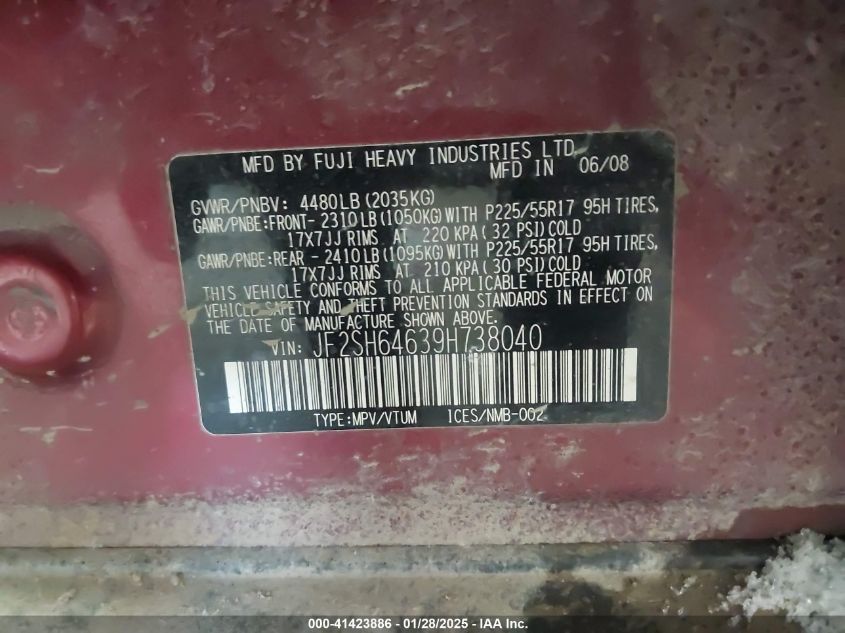 MFD BY FUJI HEAVY INDUSTRIES LTD.
MFD IN 06/08
GVWR/PNBV: 4480LB(2035KG)
GAWR/PNBE:FRONT- 2310LB(1050KG)WITH P225/55R17 95H TIRES,
17X7JJ RIMS AT 220 KPA(32 PSI)COLD
GAWR/PNBE:REAR - 2410LB(1095KG)WITH P225/55R17 95H TIRES,
17X7JJ RIMS AT 210 KPA(30 PSI)COLD
THIS VEHICLE CONFORMS TO ALL APPLICABLE FEDERAL MOTOR
VEHICLE SAFETY AND THEFT PREVENTION STANDARDS IN EFFECT ON
THE DATE OF MANUFACTURE SHOWN ABOVE.
VIN: JF2SH64639H738040
TYPE:MPV/VTUM ICES/NMB-002
000-41423886 - 01/28/2025 - IAA Inc.